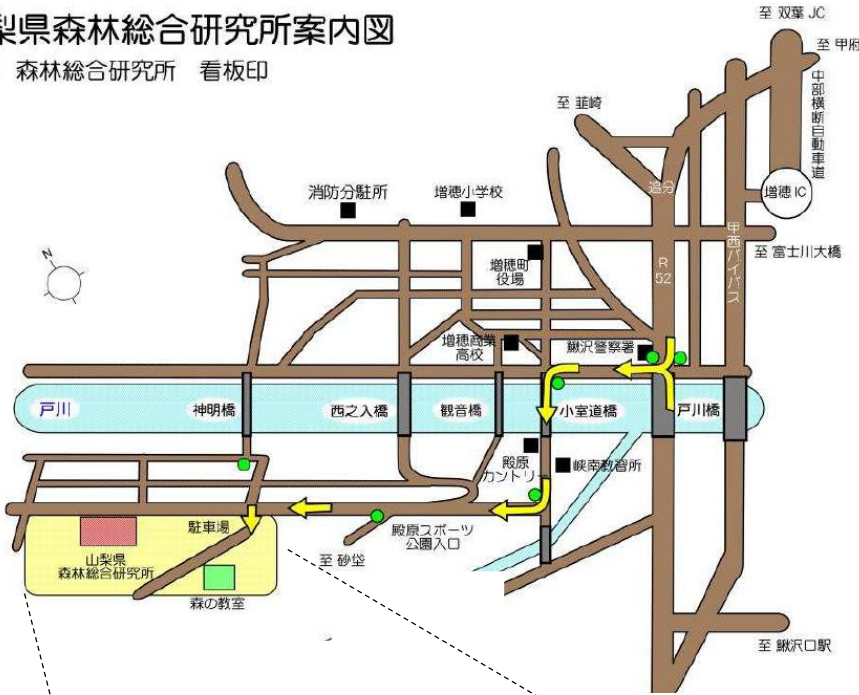 梨県森林総合研究所案内図
森林総合研究所 看板印
至 双葉 JC
至 甲府
中部横断自動車道
至 韮崎
追分
増穂 IC
消防分駐所
増穂小学校
甲西バイパス
至 富士川大橋
N
増穂町
役場
R
52
増穂商業
高校
鰍沢警察署
戸川
神明橋
西之入橋
観音橋
小室道橋
戸川橋
殿原
カントリー
峡南教習所
駐車場
殿原スポーツ
公園入口
山梨県
森林総合研究所
至 砂垈
森の教室
至 鰍沢口駅